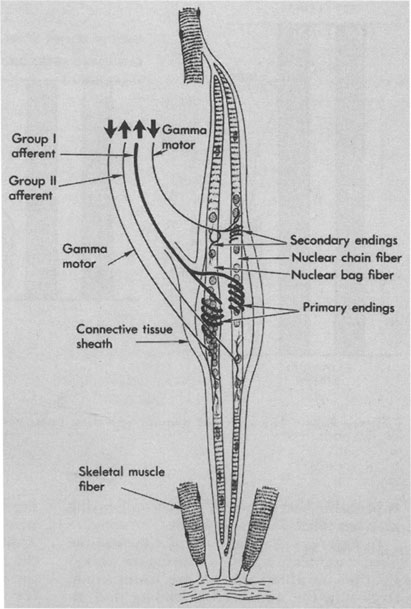 Gamma
motor
Group I
afferent
Group II
afferent
Gamma
motor
Secondary endings
Nuclear chain fiber
Nuclear bag fiber
Primary endings
Connective tissue
sheath
Skeletal muscle
fiber